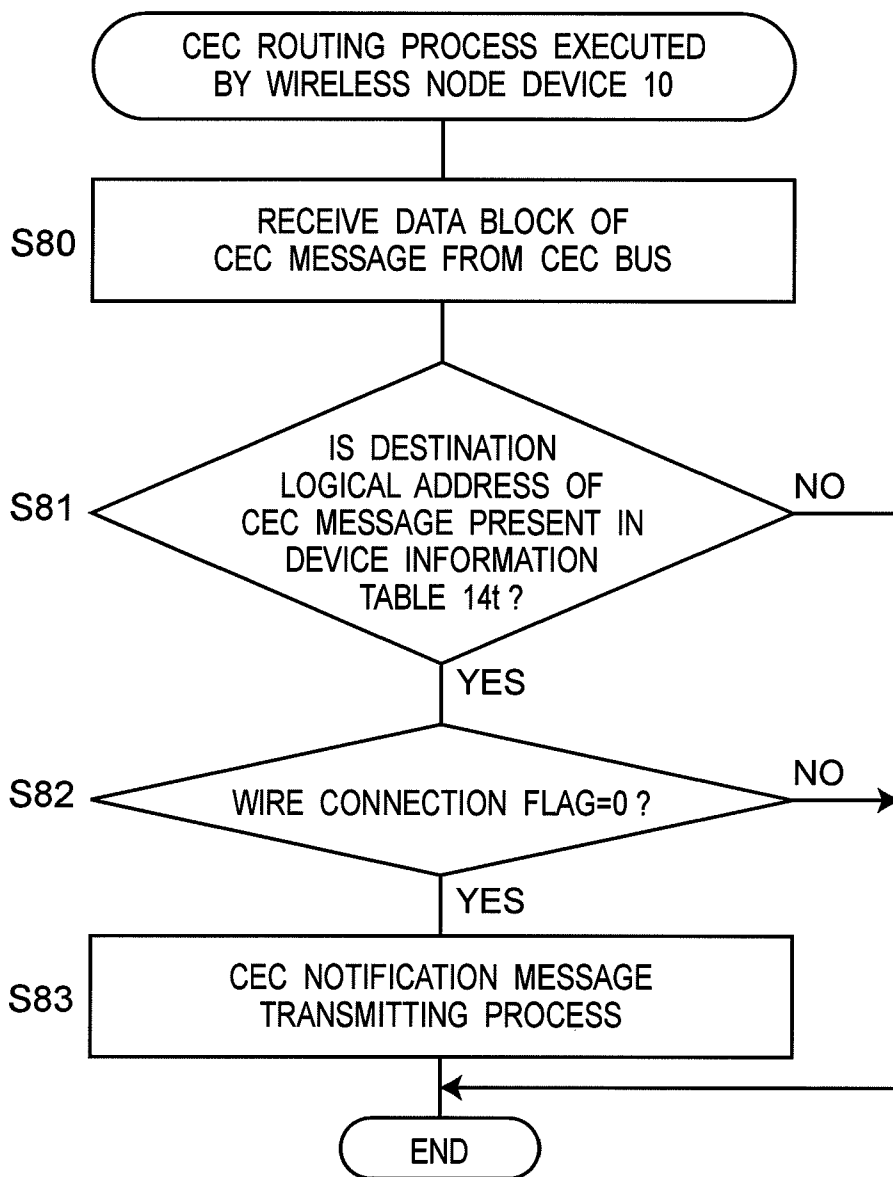 CEC ROUTING PROCESS EXECUTED
BY WIRELESS NODE DEVICE 10
S80
RECEIVE DATA BLOCK OF
CEC MESSAGE FROM CEC BUS
S81
IS DESTINATION
LOGICAL ADDRESS OF
CEC MESSAGE PRESENT IN
DEVICE INFORMATION
TABLE 14t ?
NO
YES
S82
WIRE CONNECTION FLAG=0 ?
NO
YES
S83
CEC NOTIFICATION MESSAGE
TRANSMITTING PROCESS
END